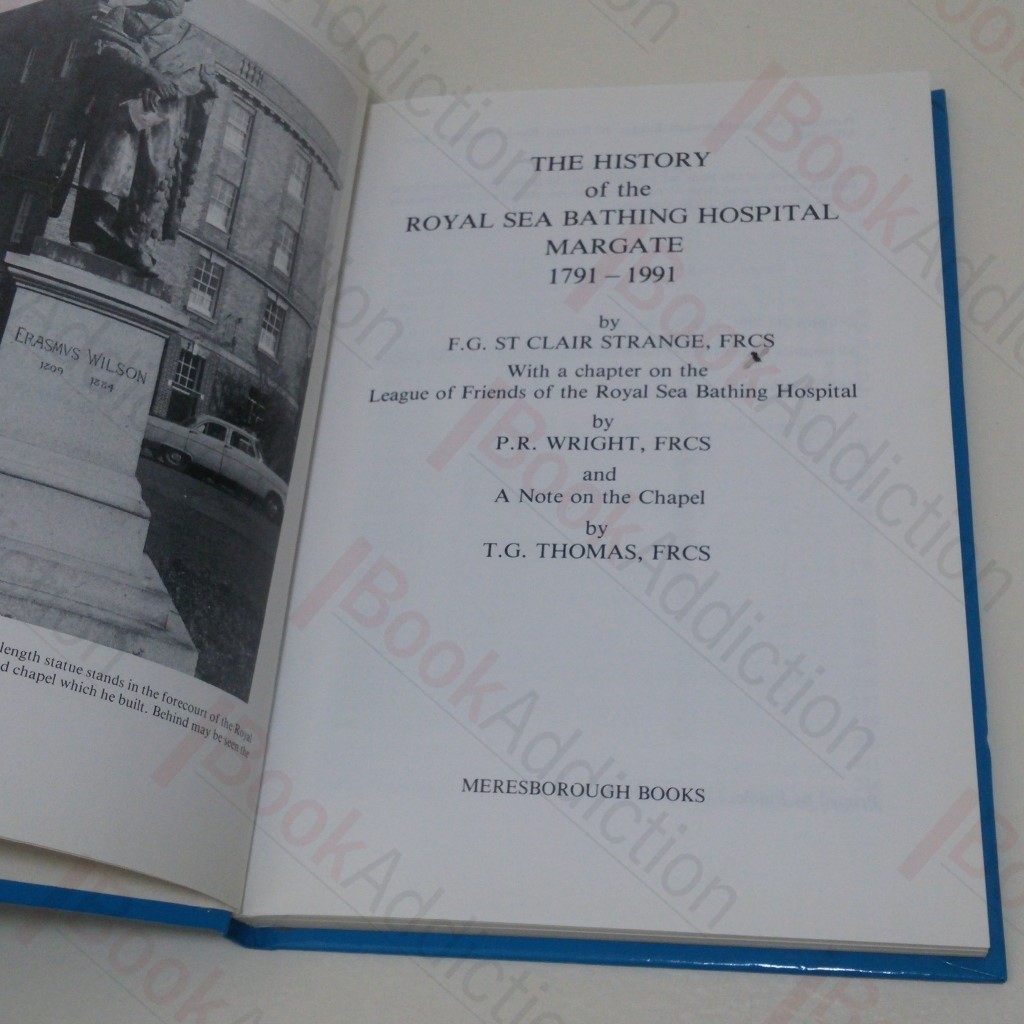 ERASMVS WILSON
1809 1884
length statue stands in the forecourt of the Royal
d chapel which he built. Behind may be seen the
THE HISTORY
of the
ROYAL SEA BATHING HOSPITAL
MARGATE
1791 – 1991
by
F.G. ST CLAIR STRANGE, FRCS
With a chapter on the
League of Friends of the Royal Sea Bathing Hospital
by
P.R. WRIGHT, FRCS
and
A Note on the Chapel
by
T.G. THOMAS, FRCS
MERESBOROUGH BOOKS
BookAddiction